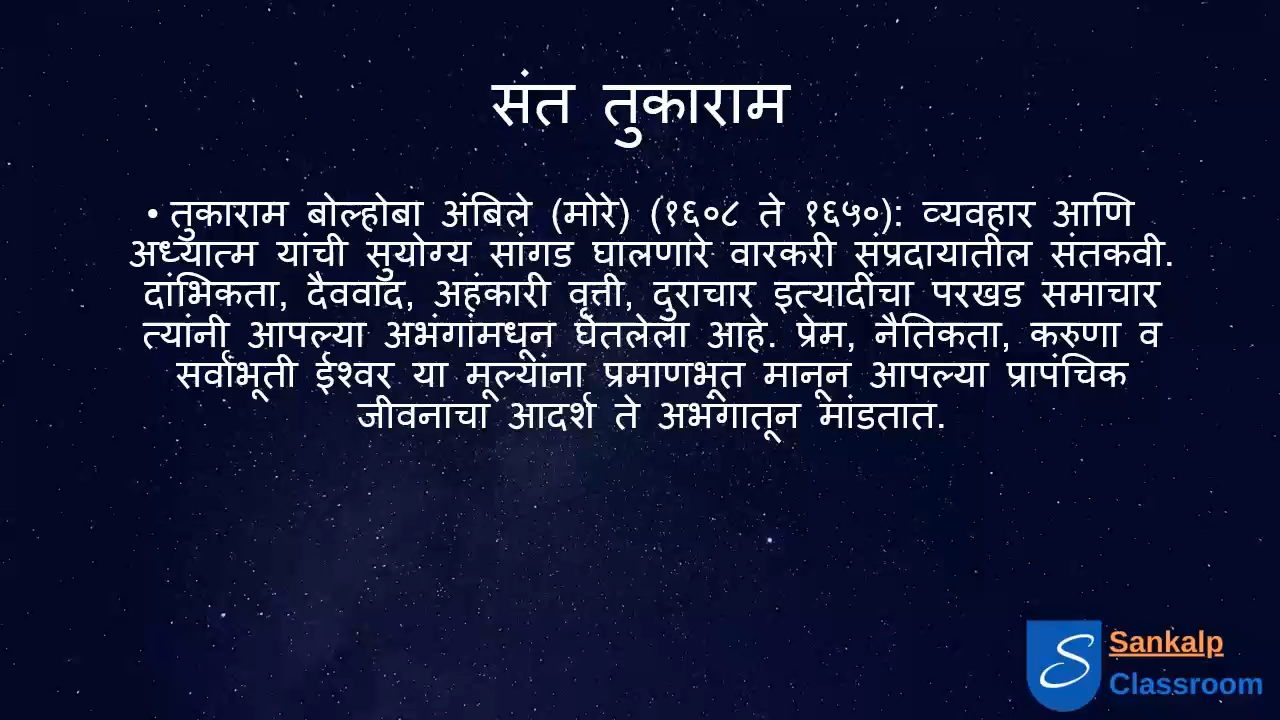 संत तुकाराम
• तुकाराम बोल्होबा अंबिले (मोरे) (१६०८ ते १६५०): व्यवहार आणि
अध्यात्म यांची सुयोग्य सांगड घालणारे वारकरी संप्रदायातील संतकवी.
दांभिकता, दैववाद, अहंकारी वृत्ती, दुराचार इत्यादींचा परखड समाचार
त्यांनी आपल्या अभंगांमधून घेतलेला आहे. प्रेम, नैतिकता, करुणा व
सर्वांभूती ईश्वर या मूल्यांना प्रमाणभूत मानून आपल्या प्रापंचिक
जीवनाचा आदर्श ते अभंगातून मांडतात.
S Sankalp
Classroom